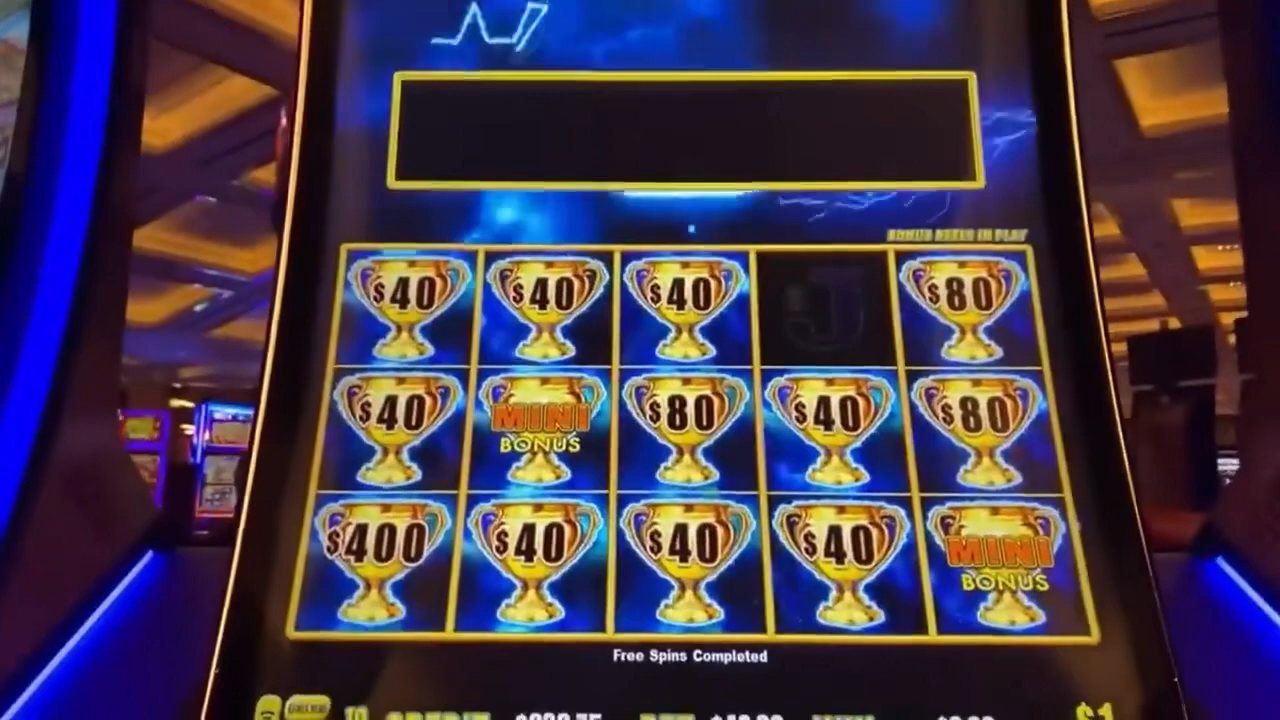 BONUS REELS IN PLAY
$40 $40 $40 $80
$40 MINI BONUS $80 $40 $80
$400 $40 $40 $40 MINI BONUS
Free Spins Completed
CREDIT BET $1